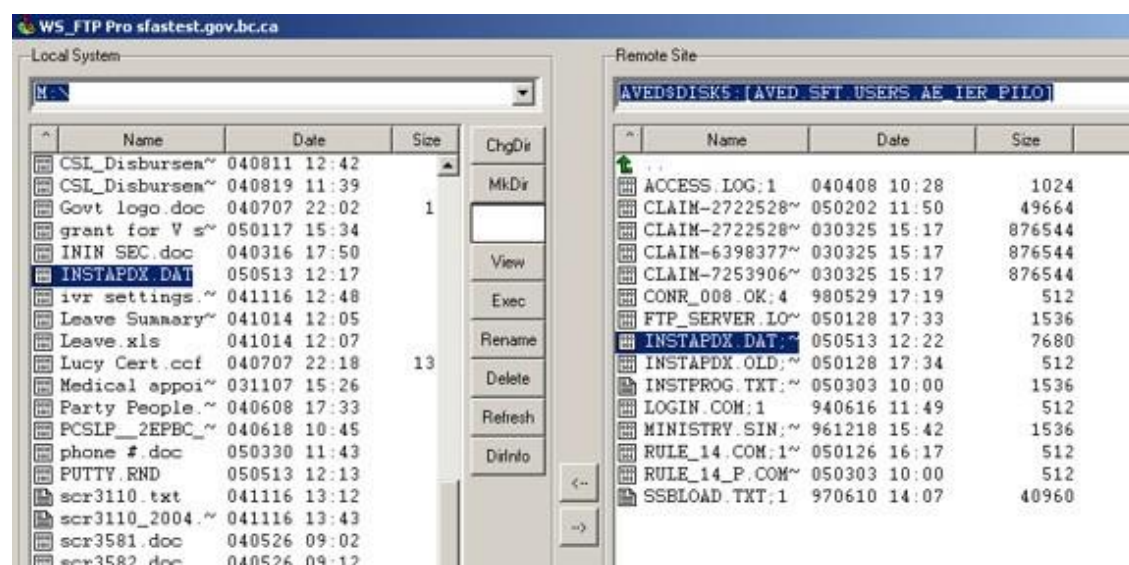 WS_FTP Pro sfastest.gov.bc.ca
Local System
M:\
^ Name Date Size
CSL_Disbursem~ 040811 12:42
CSL_Disbursem~ 040819 11:39
Govt logo.doc 040707 22:02 1
grant for V s~ 050117 15:34
ININ SEC.doc 040316 17:50
INSTAPDX.DAT 050513 12:17
ivr settings.~ 041116 12:48
Leave Summary~ 041014 12:05
Leave.xls 041014 12:07
Lucy Cert.ccf 040707 22:18 13
Medical appoi~ 031107 15:26
Party People.~ 040608 17:33
PCSLP__2EPBC_~ 040618 10:45
phone #.doc 050330 11:43
PUTTY.RND 050513 12:13
scr3110.txt 041116 13:12
scr3110_2004.~ 041116 13:43
scr3581.doc 040526 09:02
scr3582.doc 040526 09:12
ChgDir
MkDir
View
Exec
Rename
Delete
Refresh
DirInfo
<--
-->
Remote Site
AVED$DISK5:[AVED.SFT.USERS.AE_IER_PILO]
^ Name Date Size
..
ACCESS.LOG;1 040408 10:28 1024
CLAIM-2722528~ 050202 11:50 49664
CLAIM-2722528~ 030325 15:17 876544
CLAIM-6398377~ 030325 15:17 876544
CLAIM-7253906~ 030325 15:17 876544
CONR_008.OK;4 980529 17:19 512
FTP_SERVER.LO~ 050128 17:33 1536
INSTAPDX.DAT;~ 050513 12:22 7680
INSTAPDX.OLD;~ 050128 17:34 512
INSTPROG.TXT;~ 050303 10:00 1536
LOGIN.COM;1 940616 11:49 512
MINISTRY.SIN;~ 961218 15:42 1536
RULE_14.COM;1~ 050126 16:17 512
RULE_14_P.COM~ 050303 10:00 512
SSBLOAD.TXT;1 970610 14:07 40960